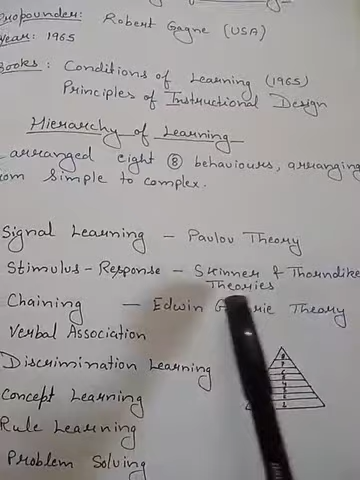 Propounder: Robert Gagne (USA)
Year: 1965
Books: Conditions of Learning (1965)
Principles of Instructional Design
Hierarchy of Learning
arranged eight ⑧ behaviours, arranging
from simple to complex.
Signal Learning - Pavlov Theory
Stimulus-Response - Skinner & Thorndike
Theories
Chaining - Edwin Theory
Verbal Association
Discrimination Learning
Concept Learning
Rule Learning
Problem Solving